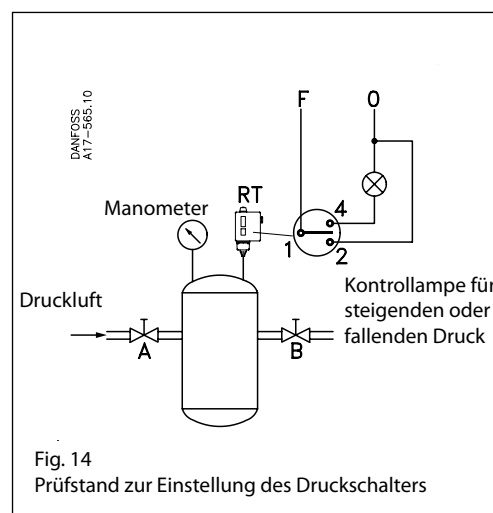 DANFOSS
A17-565.10
F
O
RT
4
1
2
Manometer
Druckluft
A
B
Kontrollampe für
steigenden oder
fallenden Druck
Fig. 14
Prüfstand zur Einstellung des Druckschalters